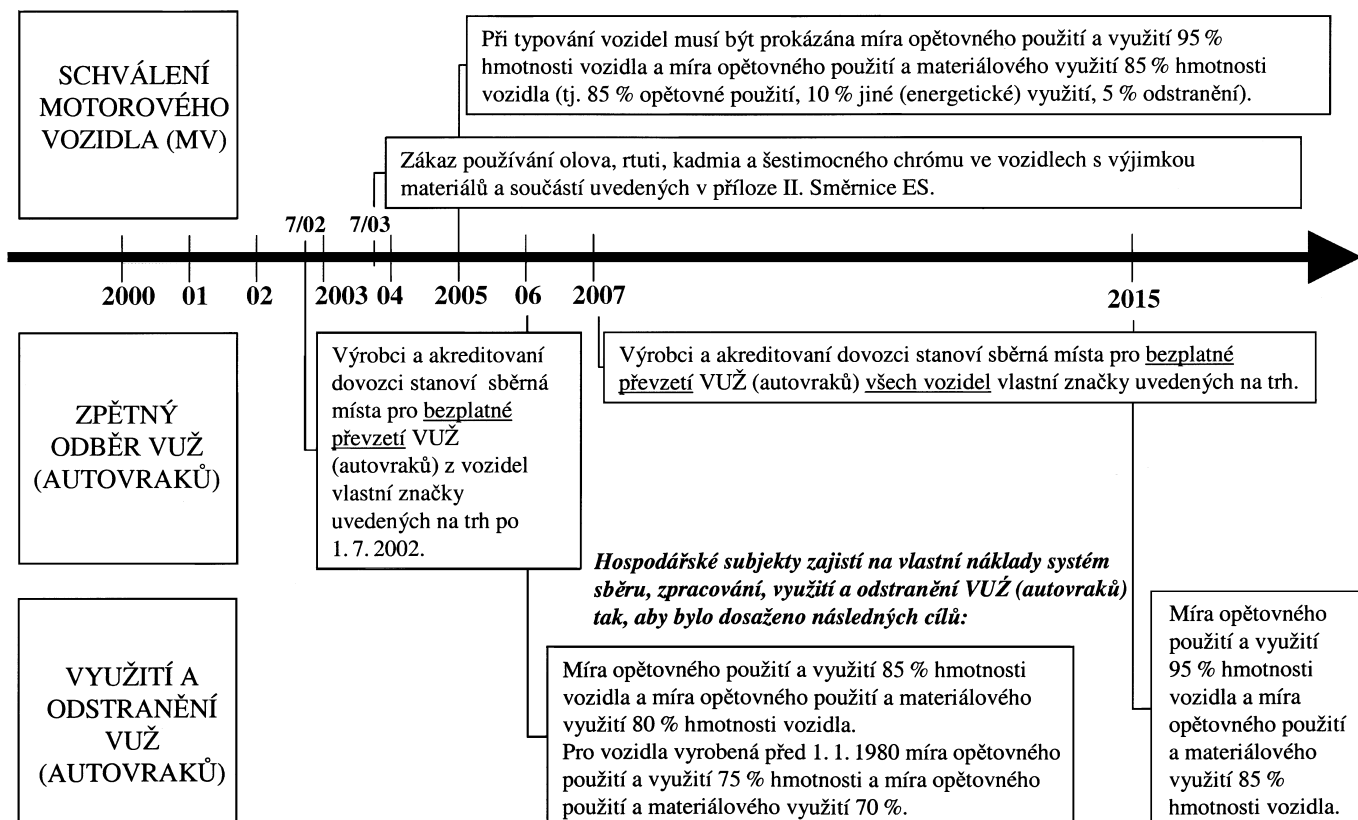 SCHVÁLENÍ
MOTOROVÉHO
VOZIDLA (MV)
Při typování vozidel musí být prokázána míra opětovného použití a využití 95 %
hmotnosti vozidla a míra opětovného použití a materiálového využití 85 % hmotnosti
vozidla (tj. 85 % opětovné použití, 10 % jiné (energetické) využití, 5 % odstranění).
Zákaz používání olova, rtuti, kadmia a šestimocného chrómu ve vozidlech s výjimkou
materiálů a součástí uvedených v příloze II. Směrnice ES.
7/02 7/03
2000 01 02 2003 04 2005 06 2007 2015
ZPĚTNÝ
ODBĚR VUŽ
(AUTOVRAKŮ)
Výrobci a akreditovaní
dovozci stanoví sběrná
místa pro bezplatné
převzetí VUŽ
(autovraků) z vozidel
vlastní značky
uvedených na trh po
1. 7. 2002.
Výrobci a akreditovaní dovozci stanoví sběrná místa pro bezplatné
převzetí VUŽ (autovraků) všech vozidel vlastní značky uvedených na trh.
Hospodářské subjekty zajistí na vlastní náklady systém
sběru, zpracování, využití a odstranění VUŹ (autovraků)
tak, aby bylo dosaženo následných cílů:
VYUŽITÍ A
ODSTRANĚNÍ
VUŽ
(AUTOVRAKŮ)
Míra opětovného použití a využití 85 % hmotnosti
vozidla a míra opětovného použití a materiálového
využití 80 % hmotnosti vozidla.
Pro vozidla vyrobená před 1. 1. 1980 míra opětovného
použití a využití 75 % hmotnosti a míra opětovného
použití a materiálového využití 70 %.
Míra opětovného
použití a využití
95 % hmotnosti
vozidla a míra
opětovného použití
a materiálového
využití 85 %
hmotnosti vozidla.